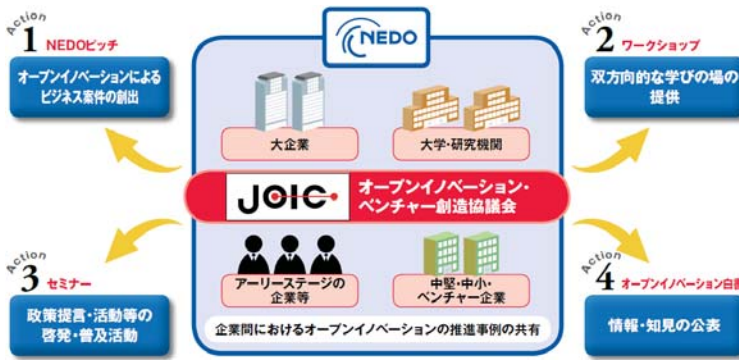 Action
1 NEDOピッチ
オープンイノベーションによる
ビジネス案件の創出
NEDO
Action
2 ワークショップ
双方向的な学びの場の
提供
大企業
大学・研究機関
JOIC
オープンイノベーション・
ベンチャー創造協議会
アーリーステージの
企業等
中堅・中小・
ベンチャー企業
企業間におけるオープンイノベーションの推進事例の共有
Action
3 セミナー
政策提言・活動等の
啓発・普及活動
Action
4 オープンイノベーション白書
情報・知見の公表